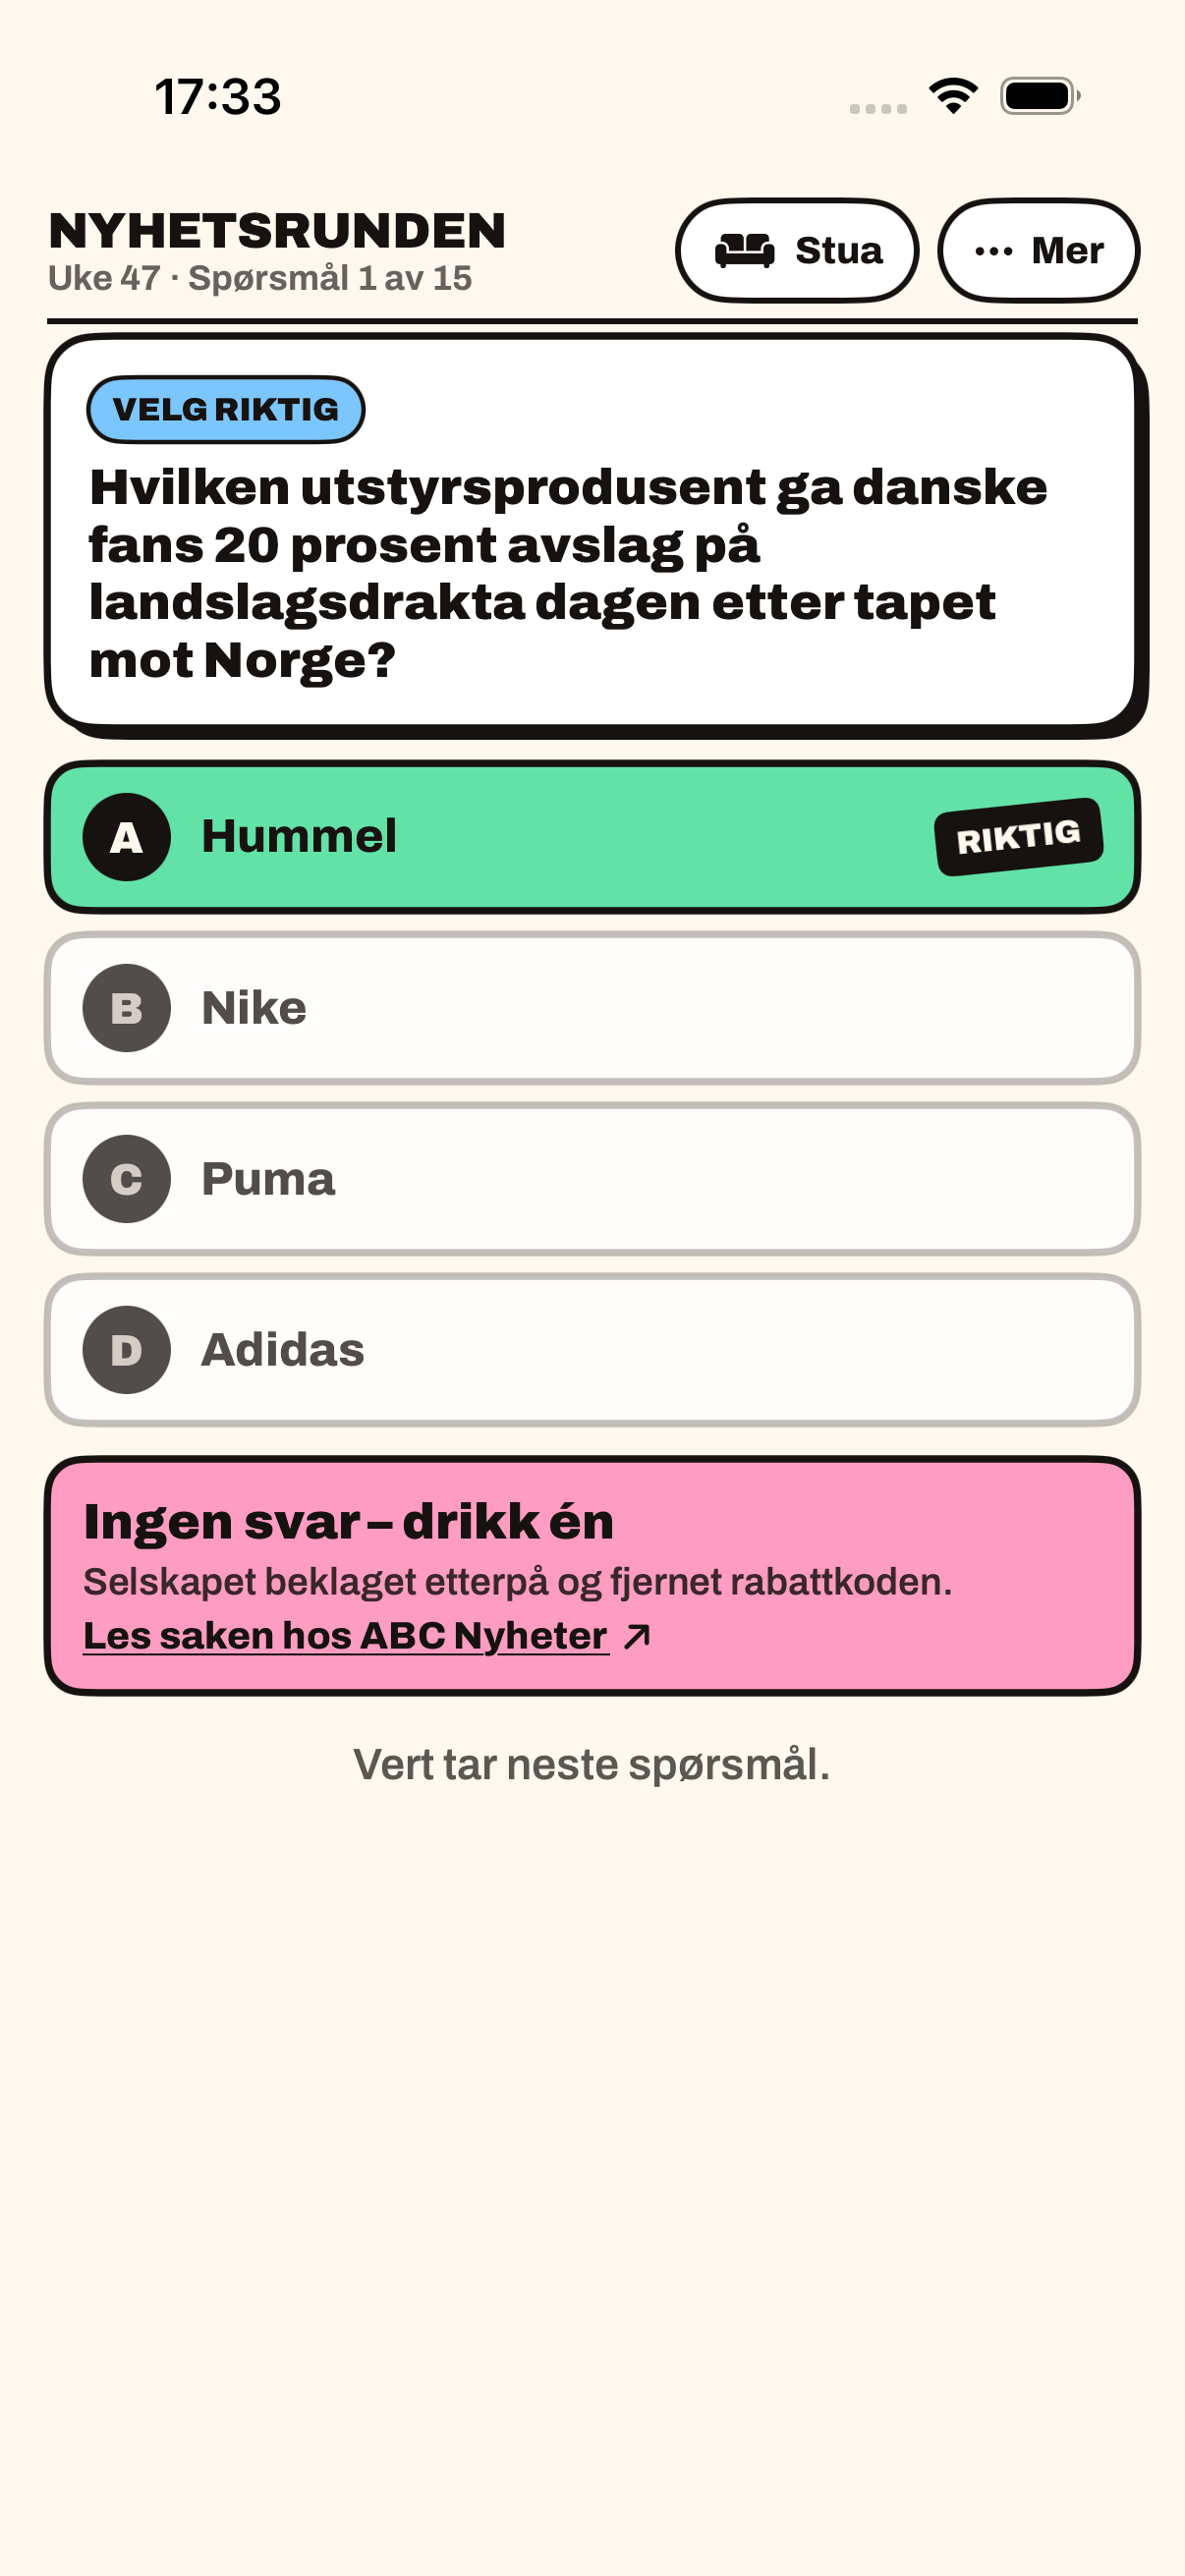 17:33
NYHETSRUNDEN
Uke 47 · Spørsmål 1 av 15
Stua
Mer
VELG RIKTIG
Hvilken utstyrsprodusent ga danske
fans 20 prosent avslag på
landslagsdrakta dagen etter tapet
mot Norge?
A Hummel RIKTIG
B Nike
C Puma
D Adidas
Ingen svar – drikk én
Selskapet beklaget etterpå og fjernet rabattkoden.
Les saken hos ABC Nyheter
Vert tar neste spørsmål.